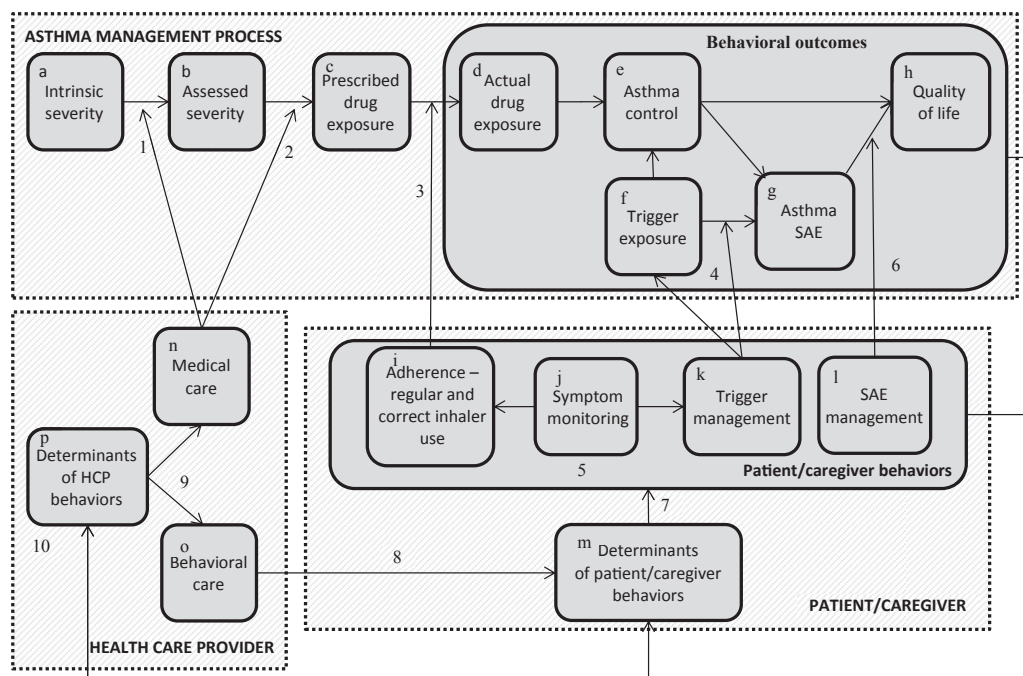 ASTHMA MANAGEMENT PROCESS
Behavioral outcomes
a
Intrinsic
severity
b
Assessed
severity
c
Prescribed
drug
exposure
d
Actual
drug
exposure
e
Asthma
control
h
Quality
of life
1
2
3
f
Trigger
exposure
g
Asthma
SAE
4
6
n
Medical
care
i
Adherence –
regular and
correct inhaler
use
j
Symptom
monitoring
k
Trigger
management
l
SAE
management
5
Patient/caregiver behaviors
p
Determinants
of HCP
behaviors
9
7
10
o
Behavioral
care
8
m
Determinants
of patient/caregiver
behaviors
HEALTH CARE PROVIDER
PATIENT/CAREGIVER